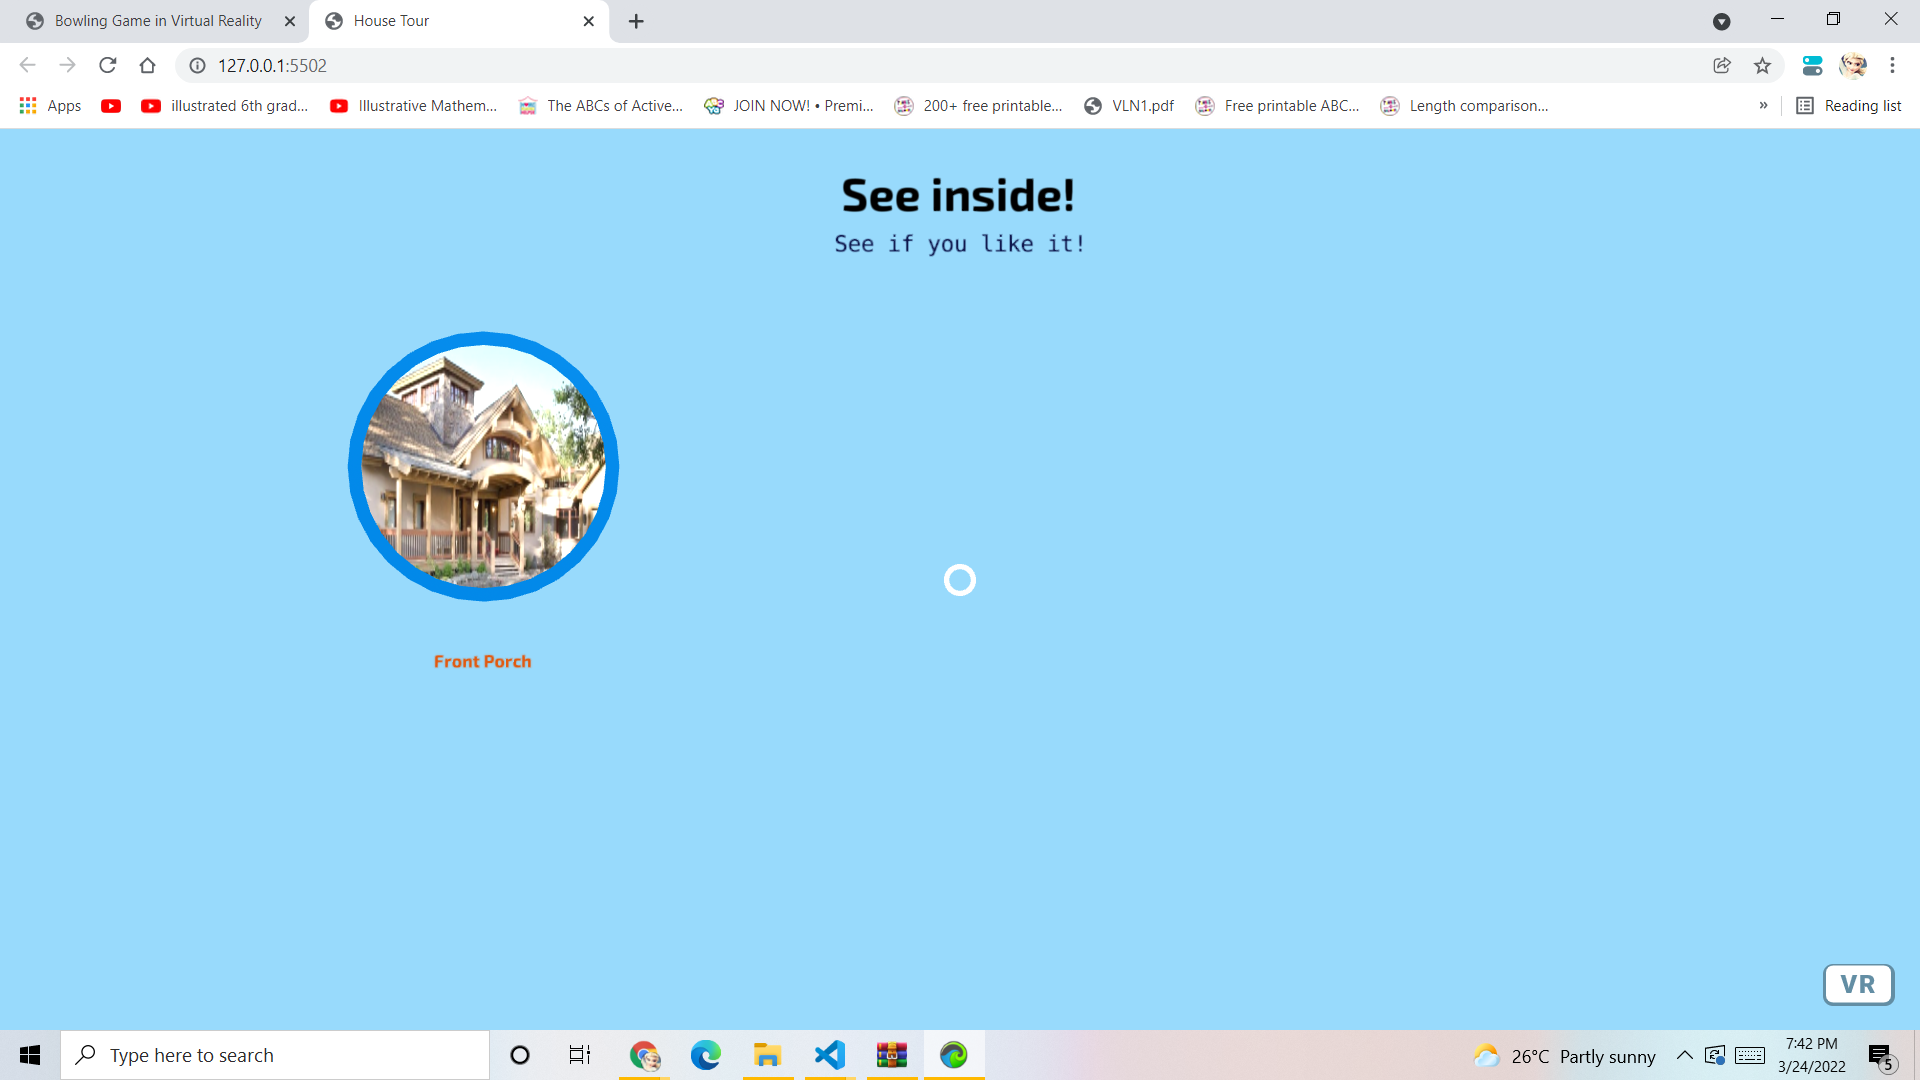 Bowling Game in Virtual Reality
House Tour
127.0.0.1:5502
Apps
illustrated 6th grad...
Illustrative Mathem...
The ABCs of Active...
JOIN NOW! • Premi...
200+ free printable...
VLN1.pdf
Free printable ABC...
Length comparison...
»
Reading list
See inside!
See if you like it!
Front Porch
VR
Type here to search
26°C Partly sunny
7:42 PM
3/24/2022
5